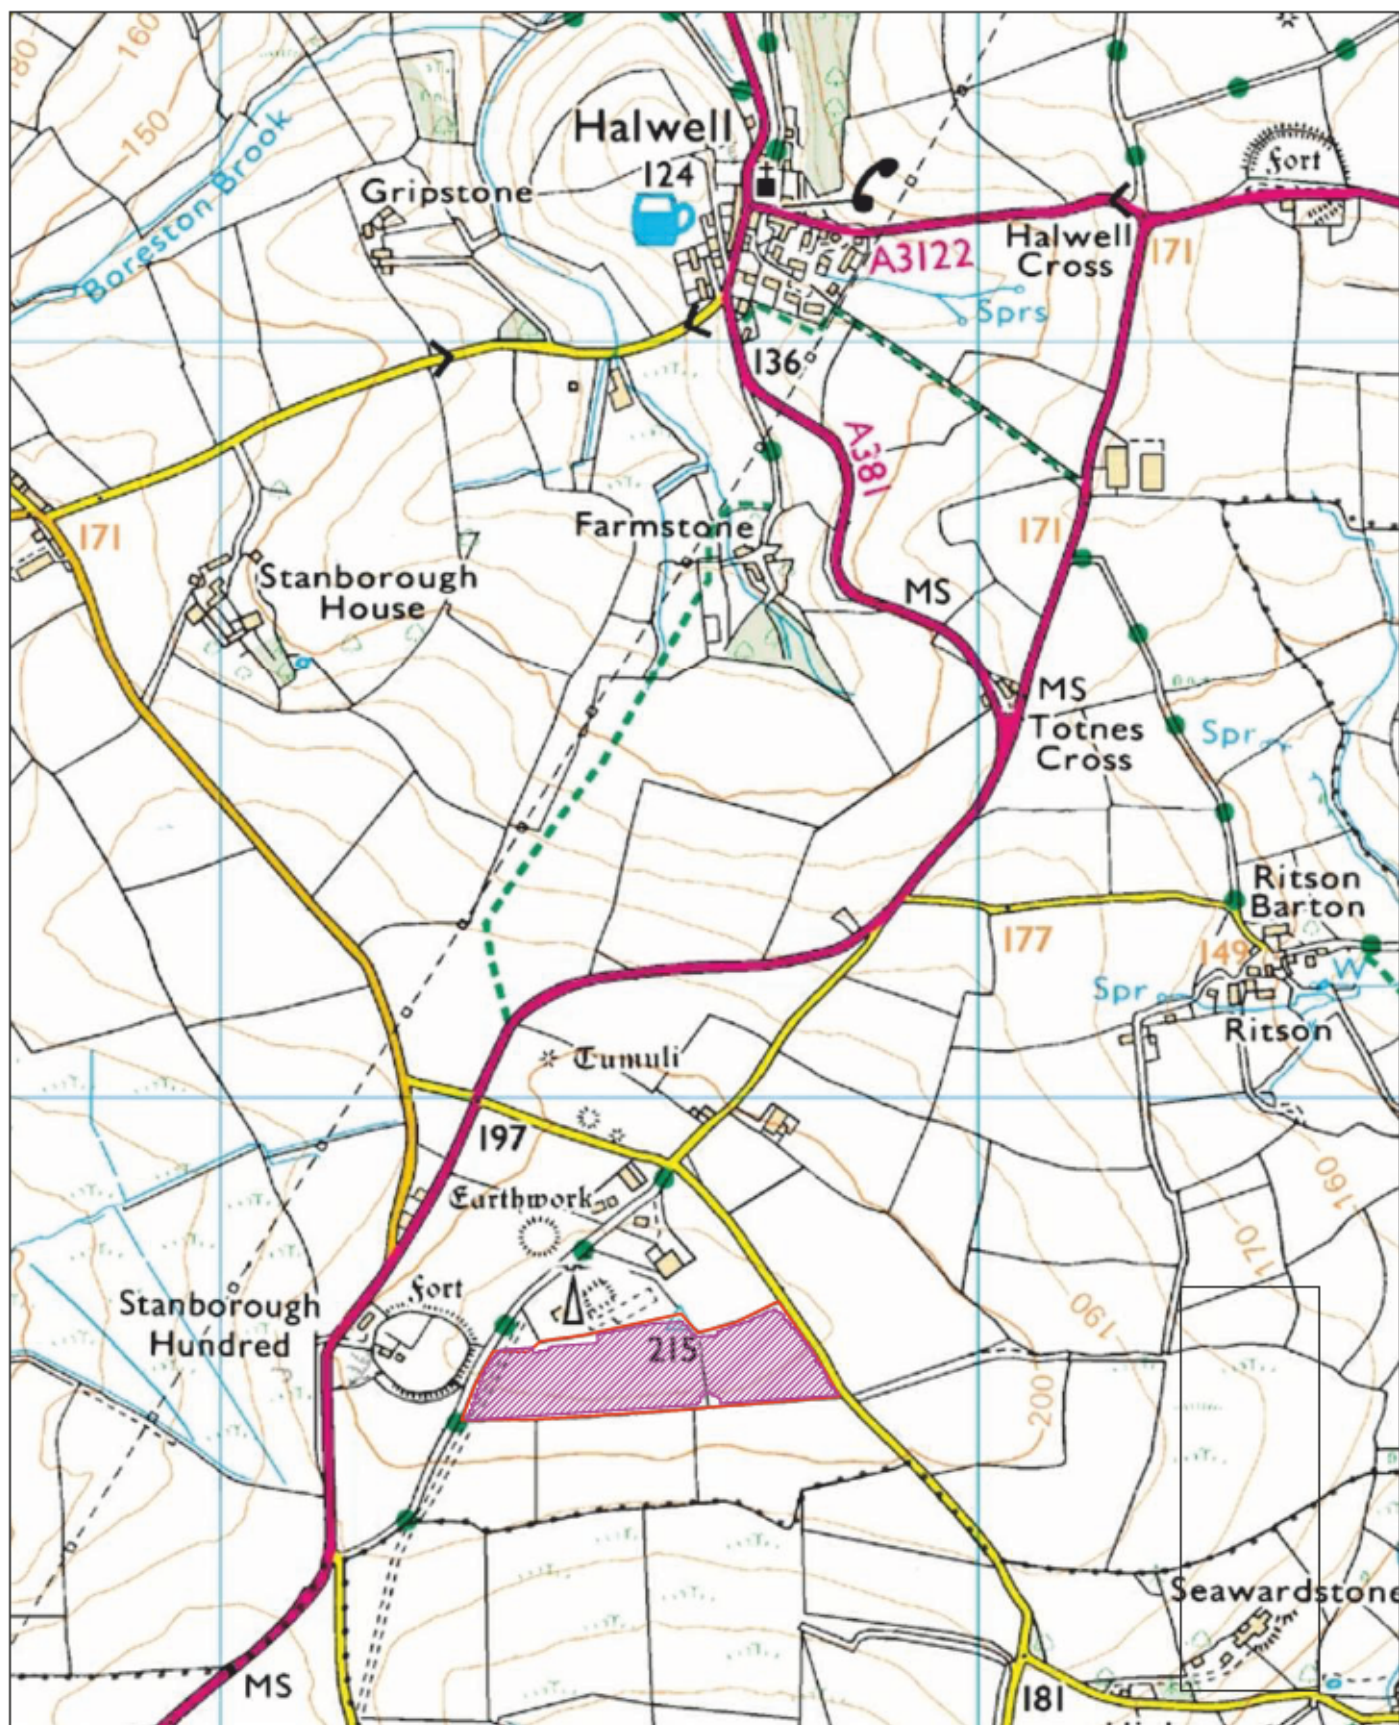 180
160
150
Boreston Brook
Halwell
124
Gripstone
Fort
A3122
Halwell
Cross
171
Sprs
136
A381
171
Farmstone
171
Stanborough
House
MS
MS
Totnes
Cross
Spr
Ritson
Barton
177
149
W
Spr
Ritson
Tumuli
197
Earthwork
160
170
190
Stanborough
Hundred
Fort
215
200
Seawardstone
MS
181